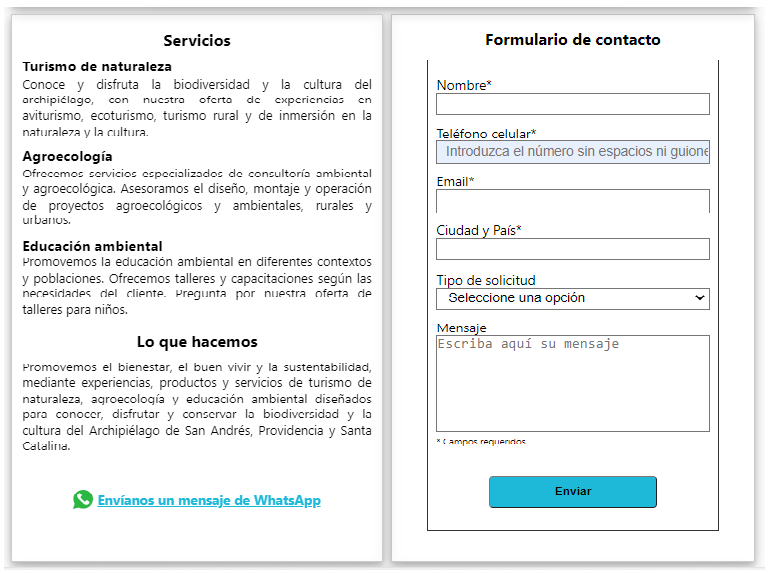 Servicios
Turismo de naturaleza
Conoce y disfruta la biodiversidad y la cultura del
archipiélago, con nuestra oferta de experiencias en
aviturismo, ecoturismo, turismo rural y de inmersión en la
naturaleza y la cultura.
Agroecología
Ofrecemos servicios especializados de consultoría ambiental
y agroecológica. Asesoramos el diseño, montaje y operación
de proyectos agroecológicos y ambientales, rurales y
urbanos.
Educación ambiental
Promovemos la educación ambiental en diferentes contextos
y poblaciones. Ofrecemos talleres y capacitaciones según las
necesidades del cliente. Pregunta por nuestra oferta de
talleres para niños.
Lo que hacemos
Promovemos el bienestar, el buen vivir y la sustentabilidad,
mediante experiencias, productos y servicios de turismo de
naturaleza, agroecología y educación ambiental diseñados
para conocer, disfrutar y conservar la biodiversidad y la
cultura del Archipiélago de San Andrés, Providencia y Santa
Catalina.
Envíanos un mensaje de WhatsApp
Formulario de contacto
Nombre*
Teléfono celular*
Introduzca el número sin espacios ni guione
Email*
Ciudad y País*
Tipo de solicitud
Seleccione una opción
Mensaje
Escriba aquí su mensaje
* Campos requeridos
Enviar